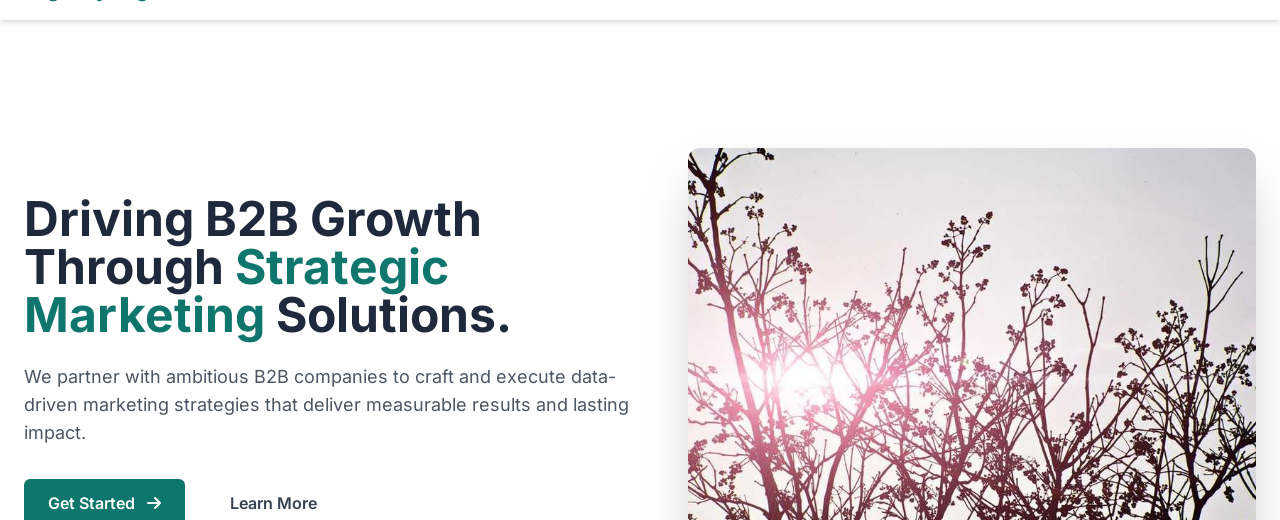 Driving B2B Growth
Through Strategic
Marketing Solutions.
We partner with ambitious B2B companies to craft and execute data-
driven marketing strategies that deliver measurable results and lasting
impact.
Get Started
Learn More